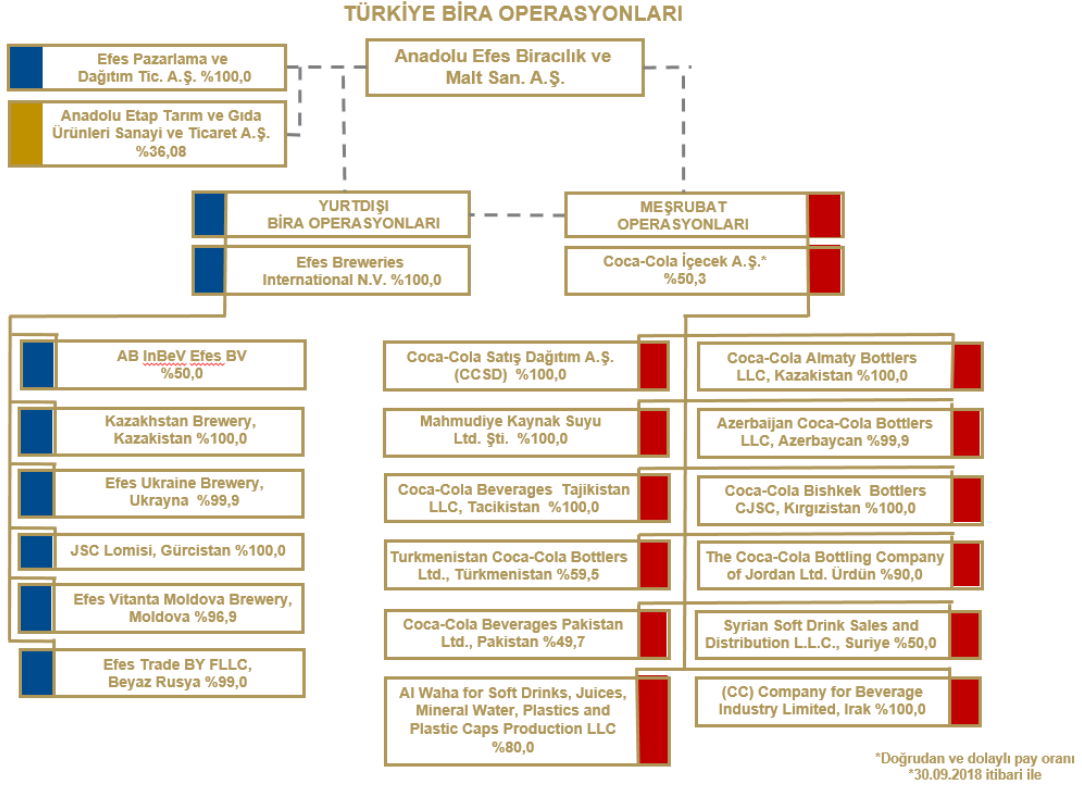 TÜRKİYE BİRA OPERASYONLARI
Efes Pazarlama ve
Dağıtım Tic. A.Ş. %100,0
Anadolu Efes Biracılık ve
Malt San. A.Ş.
Anadolu Etap Tarım ve Gıda
Ürünleri Sanayi ve Ticaret A.Ş.
%36,08
YURTDIŞI
BİRA OPERASYONLARI
MEŞRUBAT
OPERASYONLARI
Efes Breweries
International N.V. %100,0
Coca-Cola İçecek A.Ş.*
%50,3
AB InBeV Efes BV
%50,0
Kazakhstan Brewery,
Kazakistan %100,0
Efes Ukraine Brewery,
Ukrayna %99,9
JSC Lomisi, Gürcistan %100,0
Efes Vitanta Moldova Brewery,
Moldova %96,9
Efes Trade BY FLLC,
Beyaz Rusya %99,0
Coca-Cola Satış Dağıtım A.Ş.
(CCSD) %100,0
Mahmudiye Kaynak Suyu
Ltd. Şti. %100,0
Coca-Cola Beverages Tajikistan
LLC, Tacikistan %100,0
Turkmenistan Coca-Cola Bottlers
Ltd., Türkmenistan %59,5
Coca-Cola Beverages Pakistan
Ltd., Pakistan %49,7
Al Waha for Soft Drinks, Juices,
Mineral Water, Plastics and
Plastic Caps Production LLC
%80,0
Coca-Cola Almaty Bottlers
LLC, Kazakistan %100,0
Azerbaijan Coca-Cola Bottlers
LLC, Azerbaycan %99,9
Coca-Cola Bishkek Bottlers
CJSC, Kırgızistan %100,0
The Coca-Cola Bottling Company
of Jordan Ltd. Ürdün %90,0
Syrian Soft Drink Sales and
Distribution L.L.C., Suriye %50,0
(CC) Company for Beverage
Industry Limited, Irak %100,0
*Doğrudan ve dolaylı pay oranı
*30.09.2018 itibari ile